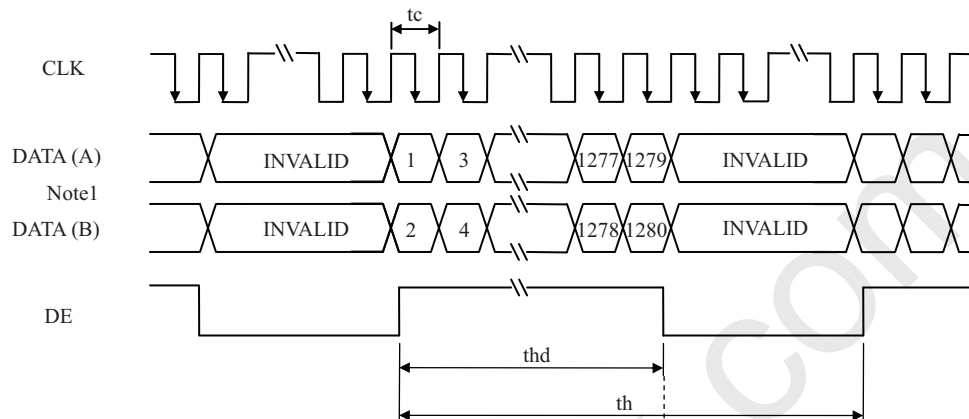 tc
CLK
DATA (A) INVALID 1 3 1277 1279 INVALID
Note1
DATA (B) INVALID 2 4 1278 1280 INVALID
DE
thd
th
com